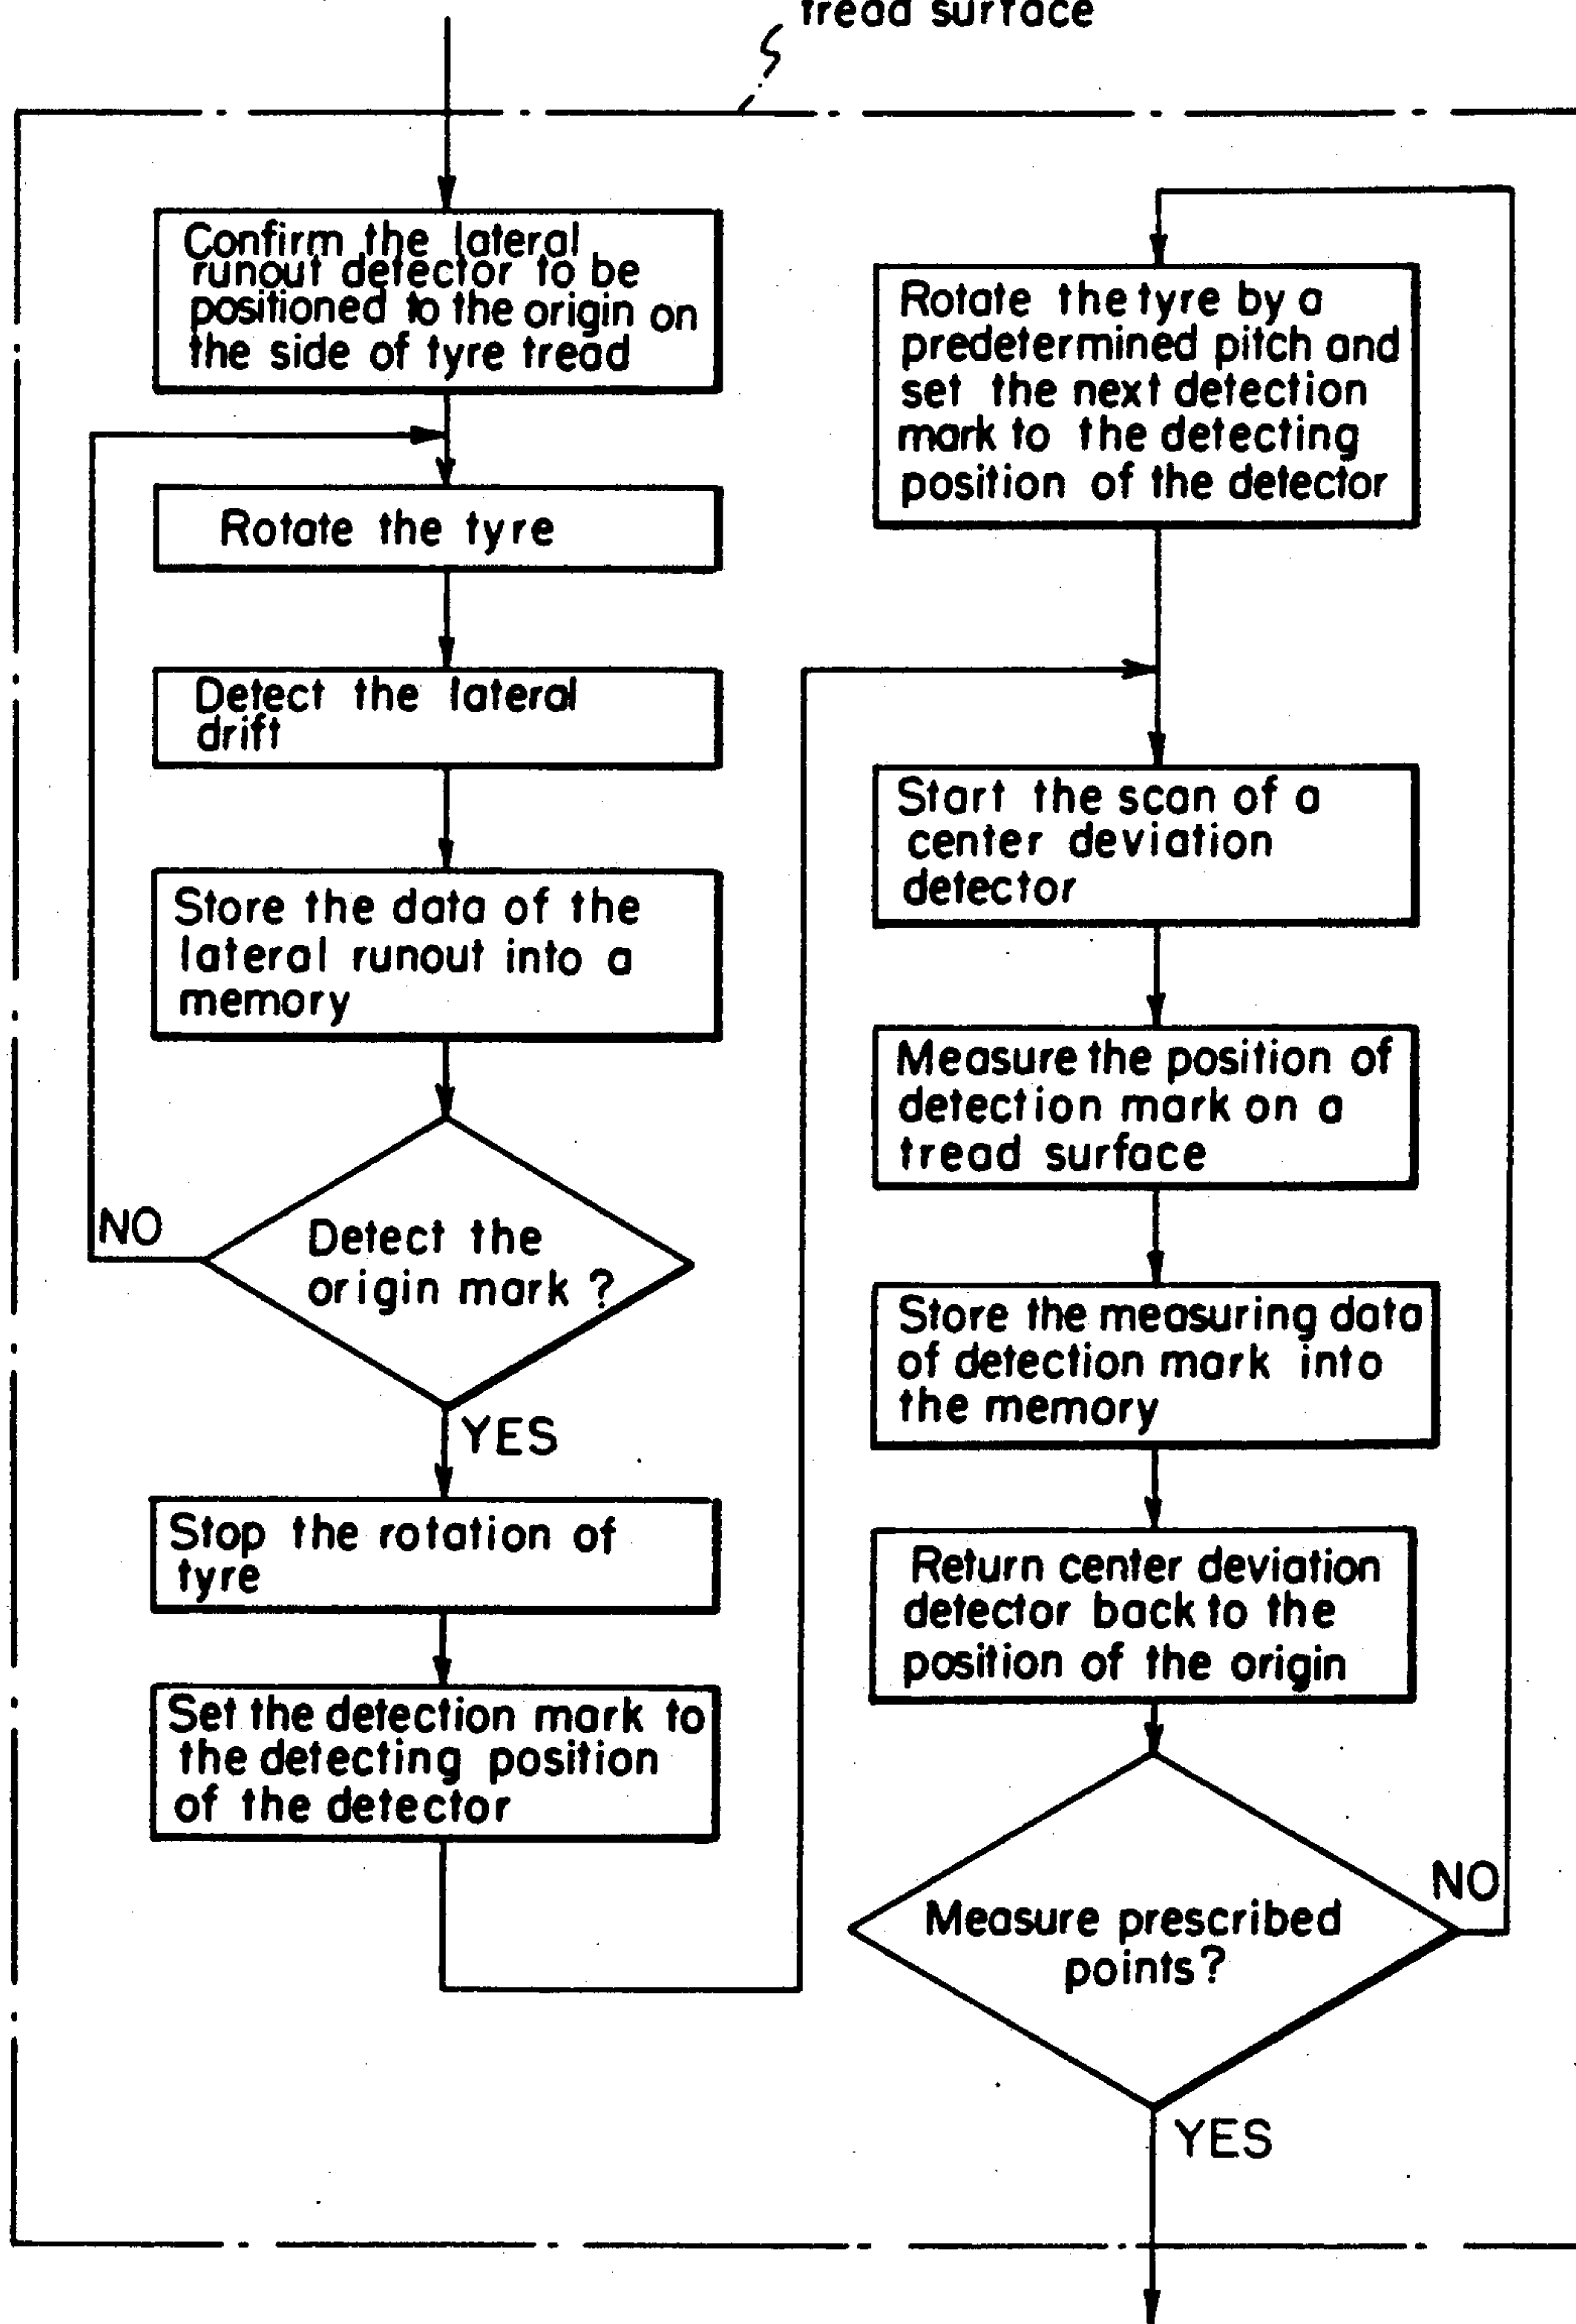 tread surface
Confirm the lateral
runout detector to be
positioned to the origin on
the side of tyre tread
Rotate the tyre
Detect the lateral
drift
Store the data of the
lateral runout into a
memory
NO
Detect the
origin mark ?
YES
Stop the rotation of
tyre
Set the detection mark to
the detecting position
of the detector
Rotate the tyre by a
predetermined pitch and
set the next detection
mark to the detecting
position of the detector
Start the scan of a
center deviation
detector
Measure the position of
detection mark on a
tread surface
Store the measuring data
of detection mark into
the memory
Return center deviation
detector back to the
position of the origin
NO
Measure prescribed
points?
YES